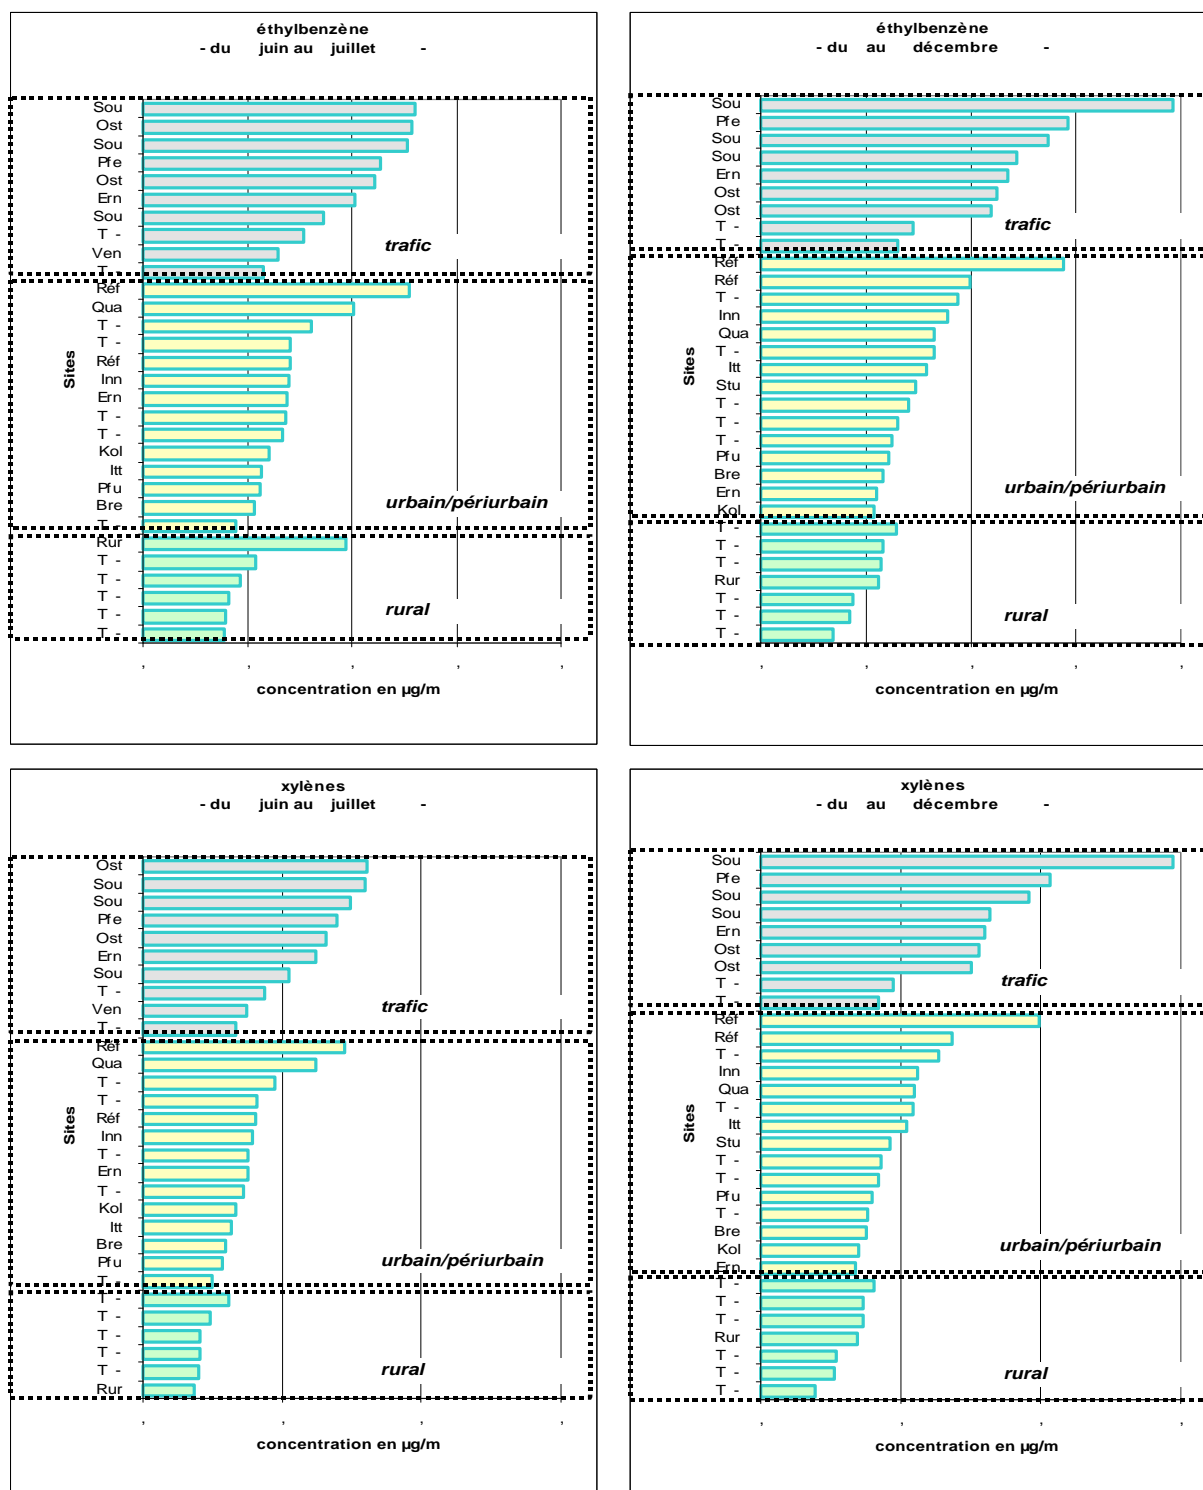 éthylbenzène
- du juin au juillet -
Sou
Ost
Sou
Pfe
Ost
Ern
Sou
T -
Ven
T -
trafic
Réf
Qua
T -
T -
Réf
Inn
Ern
T -
T -
Kol
Itt
Pfu
Bre
T -
urbain/périurbain
Rur
T -
T -
T -
T -
T -
rural
Sites
, , , , ,
concentration en µg/m
éthylbenzène
- du au décembre -
Sou
Pfe
Sou
Sou
Ern
Ost
Ost
T -
T -
trafic
Réf
Réf
T -
Inn
Qua
T -
Itt
Stu
T -
T -
T -
Pfu
Bre
Ern
Kol
urbain/périurbain
T -
T -
T -
Rur
T -
T -
T -
rural
Sites
, , , , ,
concentration en µg/m
xylènes
- du juin au juillet -
Ost
Sou
Sou
Pfe
Ost
Ern
Sou
T -
Ven
T -
trafic
Réf
Qua
T -
T -
Réf
Inn
T -
Ern
T -
Kol
Itt
Bre
Pfu
T -
urbain/périurbain
T -
T -
T -
T -
T -
Rur
rural
Sites
, , , ,
concentration en µg/m
xylènes
- du au décembre -
Sou
Pfe
Sou
Sou
Ern
Ost
Ost
T -
T -
trafic
Réf
Réf
T -
Inn
Qua
T -
Itt
Stu
T -
T -
Pfu
T -
Bre
Kol
Ern
urbain/périurbain
T -
T -
T -
Rur
T -
T -
T -
rural
Sites
, , , ,
concentration en µg/m